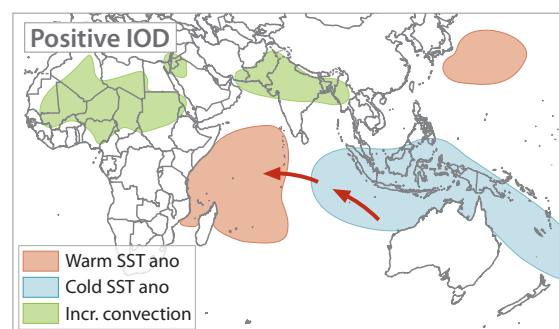 Positive IOD
Warm SST ano
Cold SST ano
Incr. convection